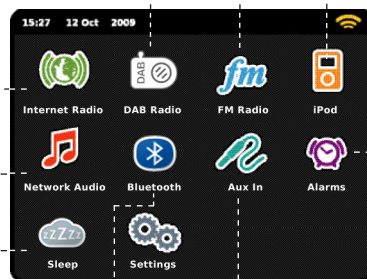 15:27 12 Oct 2009
DAB fm
Internet Radio DAB Radio FM Radio iPod
Network Audio Bluetooth Aux In Alarms
zZZz
Sleep Settings